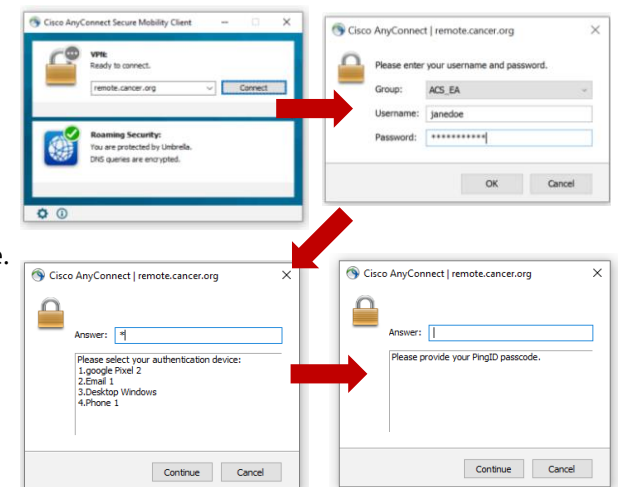 Cisco AnyConnect Secure Mobility Client
VPN:
Ready to connect.
remote.cancer.org
Connect
Roaming Security:
You are protected by Umbrella.
DNS queries are encrypted.
Cisco AnyConnect | remote.cancer.org
Please enter your username and password.
Group: ACS_EA
Username: janedoe
Password: ***********
OK Cancel
e.
Cisco AnyConnect | remote.cancer.org
Answer: *
Please select your authentication device:
1.google Pixel 2
2.Email 1
3.Desktop Windows
4.Phone 1
Continue Cancel
Cisco AnyConnect | remote.cancer.org
Answer:
Please provide your PingID passcode.
Continue Cancel